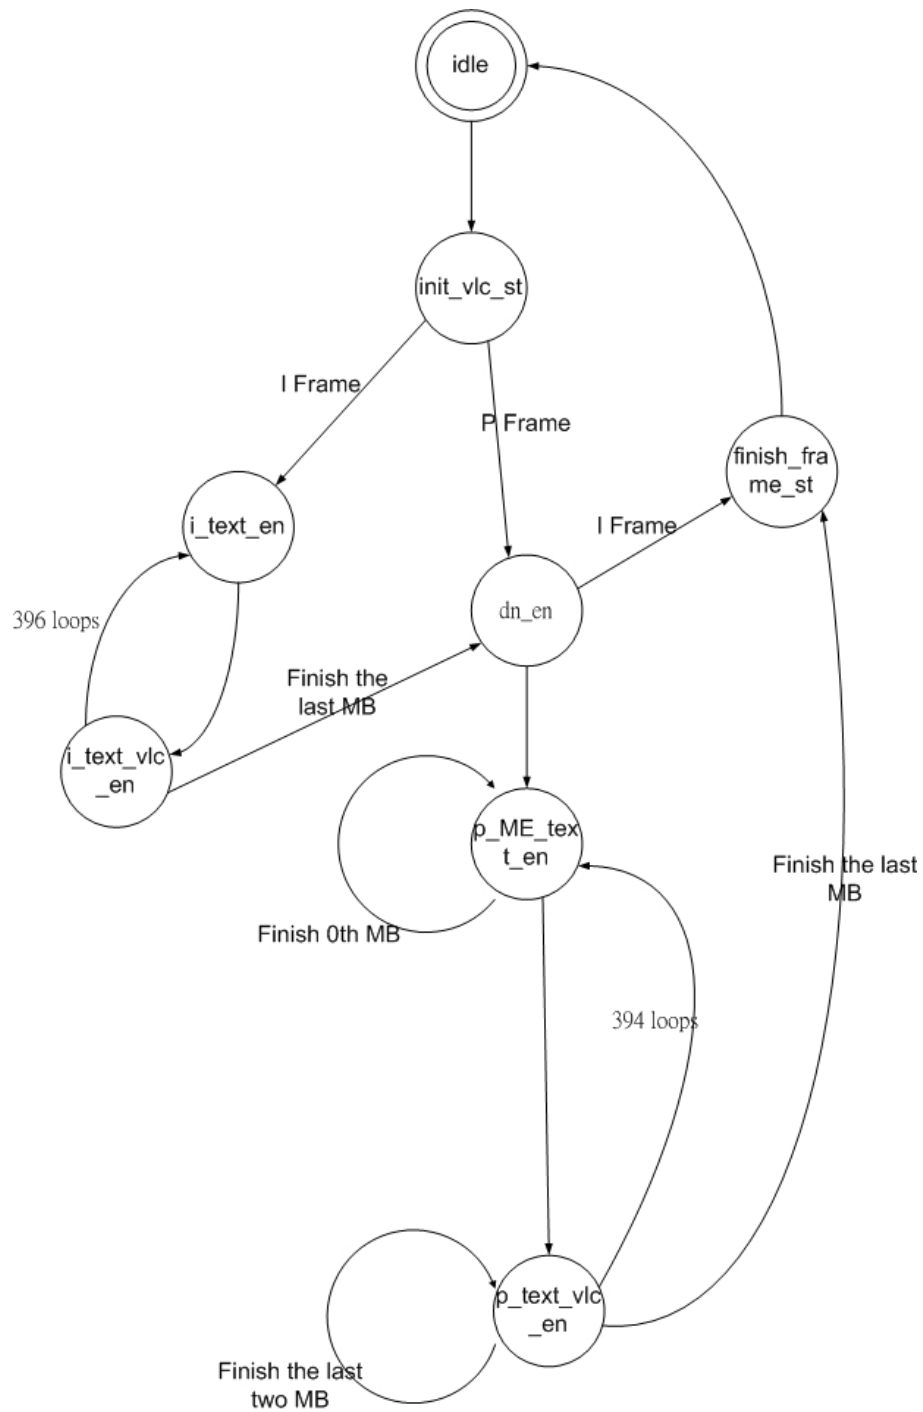 idle
init_vlc_st
I Frame
P Frame
finish_fra
me_st
i_text_en
I Frame
dn_en
396 loops
Finish the
last MB
i_text_vlc
_en
p_ME_tex
t_en
Finish the last
MB
Finish 0th MB
394 loops
p_text_vlc
_en
Finish the last
two MB